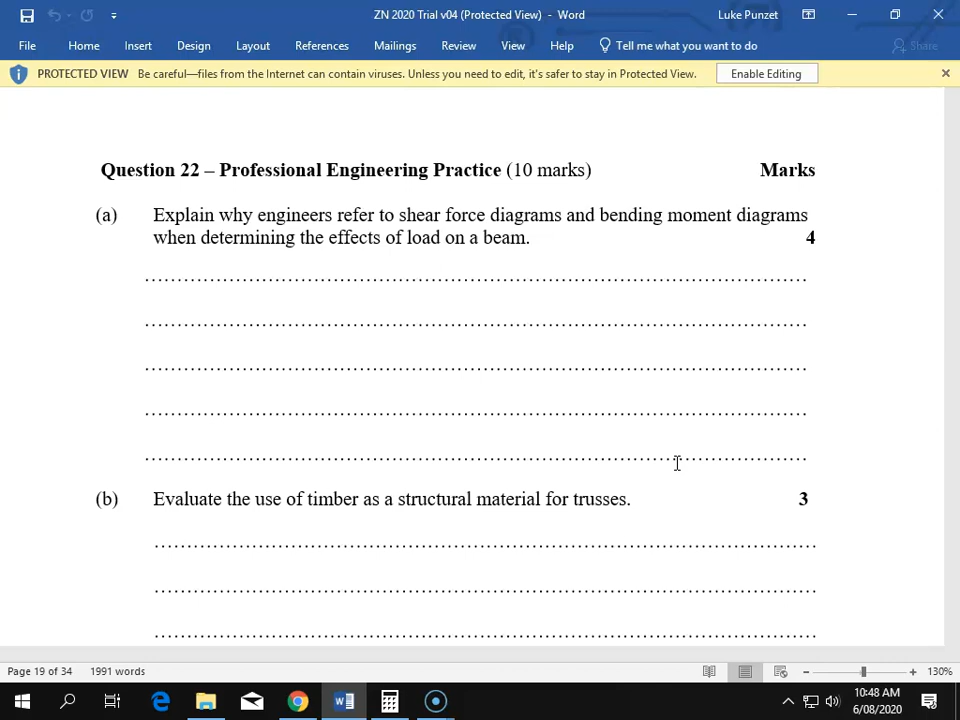 ZN 2020 Trial v04 (Protected View) - Word
Luke Punzet
File Home Insert Design Layout References Mailings Review View Help Tell me what you want to do Share
PROTECTED VIEW Be careful—files from the Internet can contain viruses. Unless you need to edit, it's safer to stay in Protected View. Enable Editing
Question 22 – Professional Engineering Practice (10 marks) Marks
(a) Explain why engineers refer to shear force diagrams and bending moment diagrams
when determining the effects of load on a beam. 4
(b) Evaluate the use of timber as a structural material for trusses. 3
Page 19 of 34 1991 words 130%
10:48 AM
6/08/2020